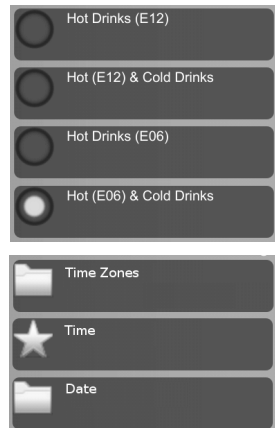 Hot Drinks (E12)
Hot (E12) & Cold Drinks
Hot Drinks (E06)
Hot (E06) & Cold Drinks
Time Zones
Time
Date